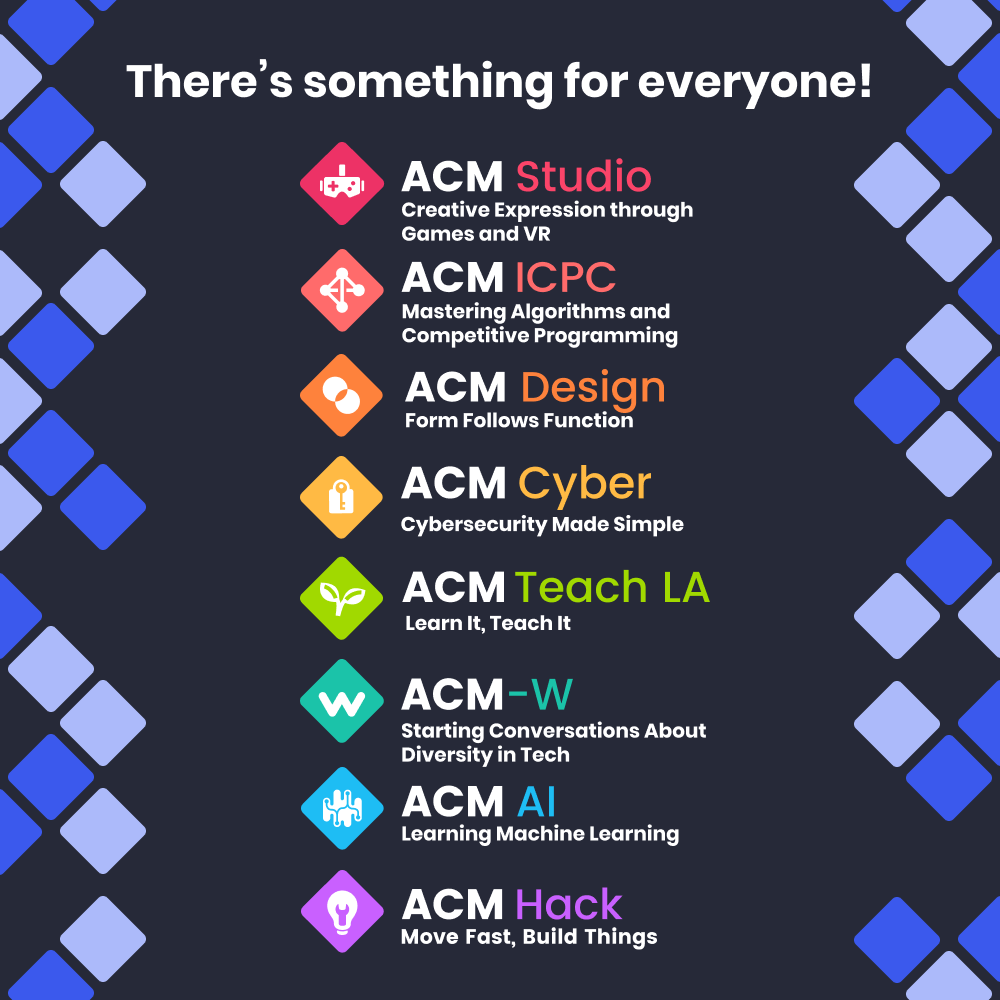 There's something for everyone!
ACM Studio
Creative Expression through
Games and VR
ACM ICPC
Mastering Algorithms and
Competitive Programming
ACM Design
Form Follows Function
ACM Cyber
Cybersecurity Made Simple
ACM Teach LA
Learn It, Teach It
ACM-W
Starting Conversations About
Diversity in Tech
ACM AI
Learning Machine Learning
ACM Hack
Move Fast, Build Things